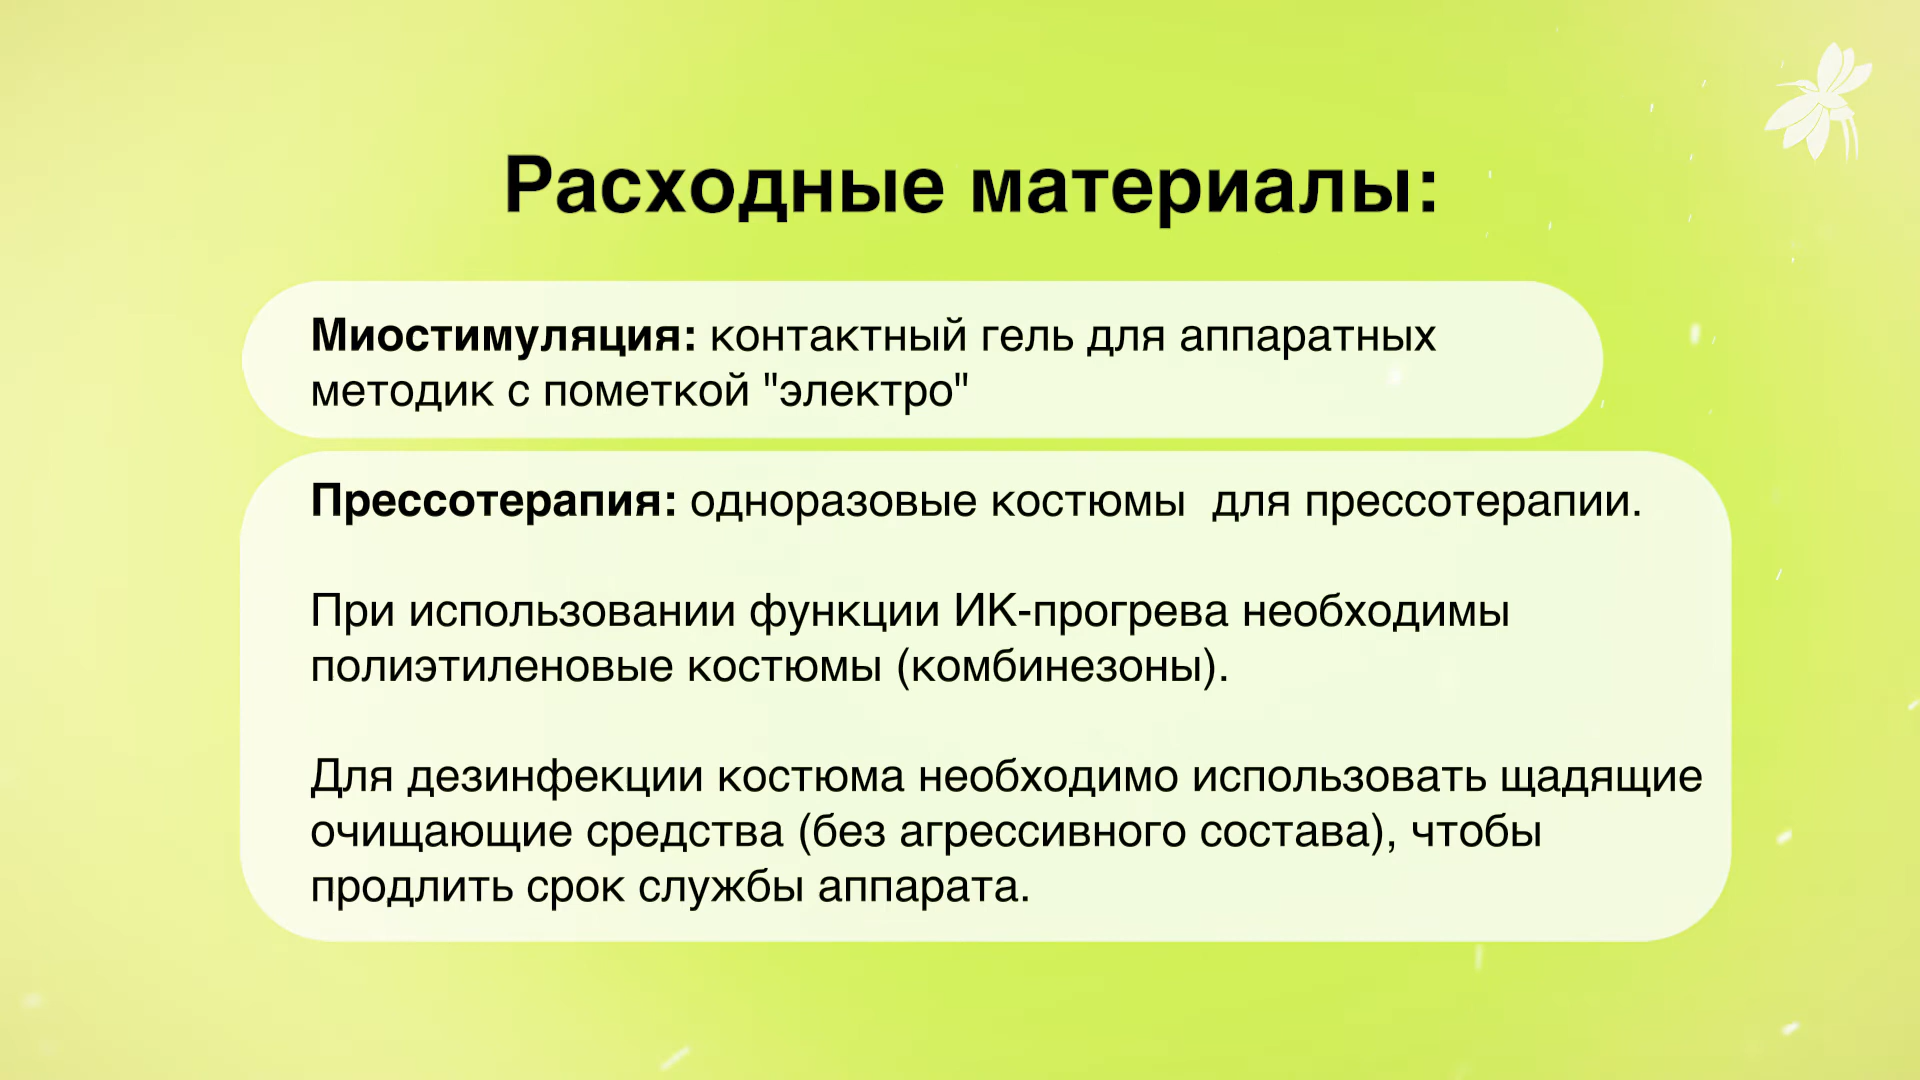 Расходные материалы:
Миостимуляция: контактный гель для аппаратных
методик с пометкой "электро"
Прессотерапия: одноразовые костюмы  для прессотерапии.
При использовании функции ИК-прогрева необходимы
полиэтиленовые костюмы (комбинезоны).
Для дезинфекции костюма необходимо использовать щадящие
очищающие средства (без агрессивного состава), чтобы
продлить срок службы аппарата.